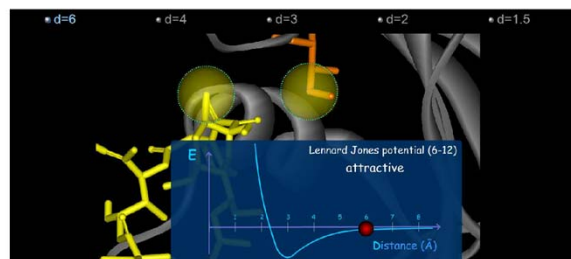 d=6 d=4 d=3 d=2 d=1.5
Lennard Jones potential (6-12)
attractive
E
1 2 3 4 5 6 7 8
Distance (Å)